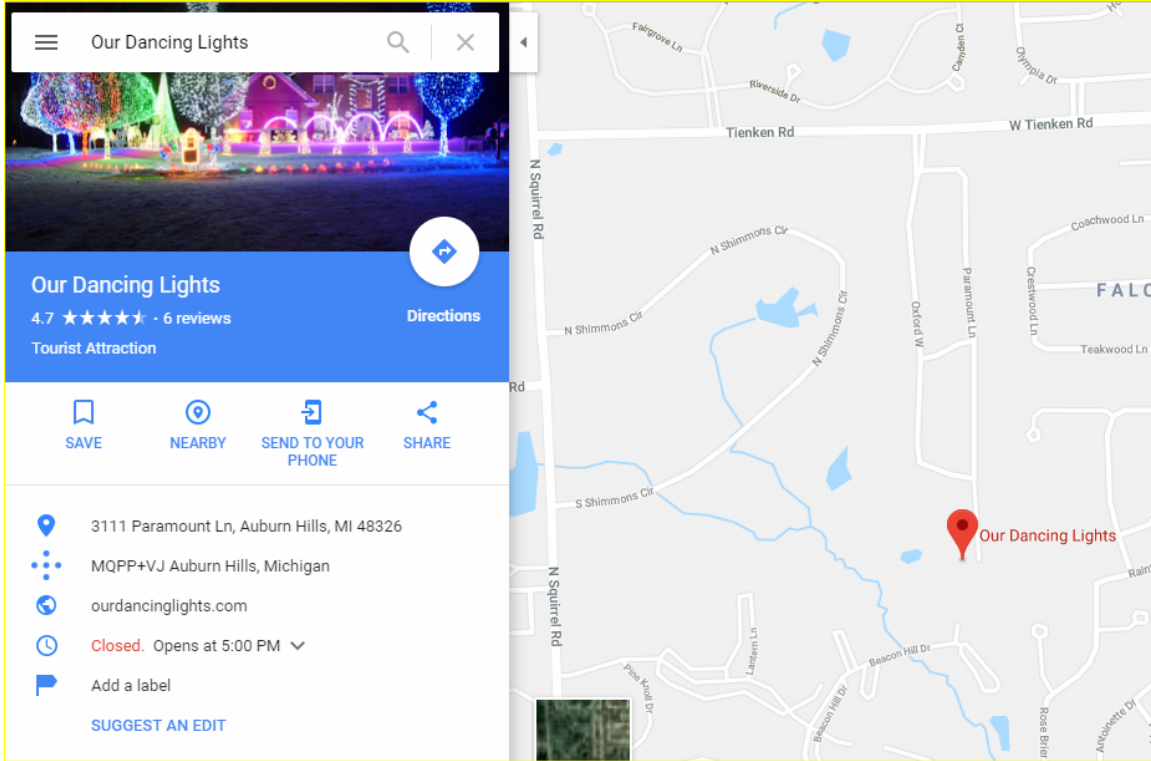 Our Dancing Lights
Our Dancing Lights
4.7 · 6 reviews
Directions
Tourist Attraction
SAVE
NEARBY
SEND TO YOUR
PHONE
SHARE
3111 Paramount Ln, Auburn Hills, MI 48326
MQPP+VJ Auburn Hills, Michigan
ourdancinglights.com
Closed. Opens at 5:00 PM
Add a label
SUGGEST AN EDIT
Fairgrove Ln
Camden Ct
Olympia Dr
Riverside Dr
Tienken Rd
W Tienken Rd
N Squirrel Rd
N Shimmons Cir
Coachwood Ln
N Shimmons Cir
N Shimmons Cir
Oxford W
Paramount Ln
Crestwood Ln
FALC
Teakwood Ln
Rd
S Shimmons Cir
Our Dancing Lights
N Squirrel Rd
Lantern Ln
Beacon Hill Dr
Pine Knoll Dr
Beacon Hill Dr
Rose Brier
Antoinette Dr